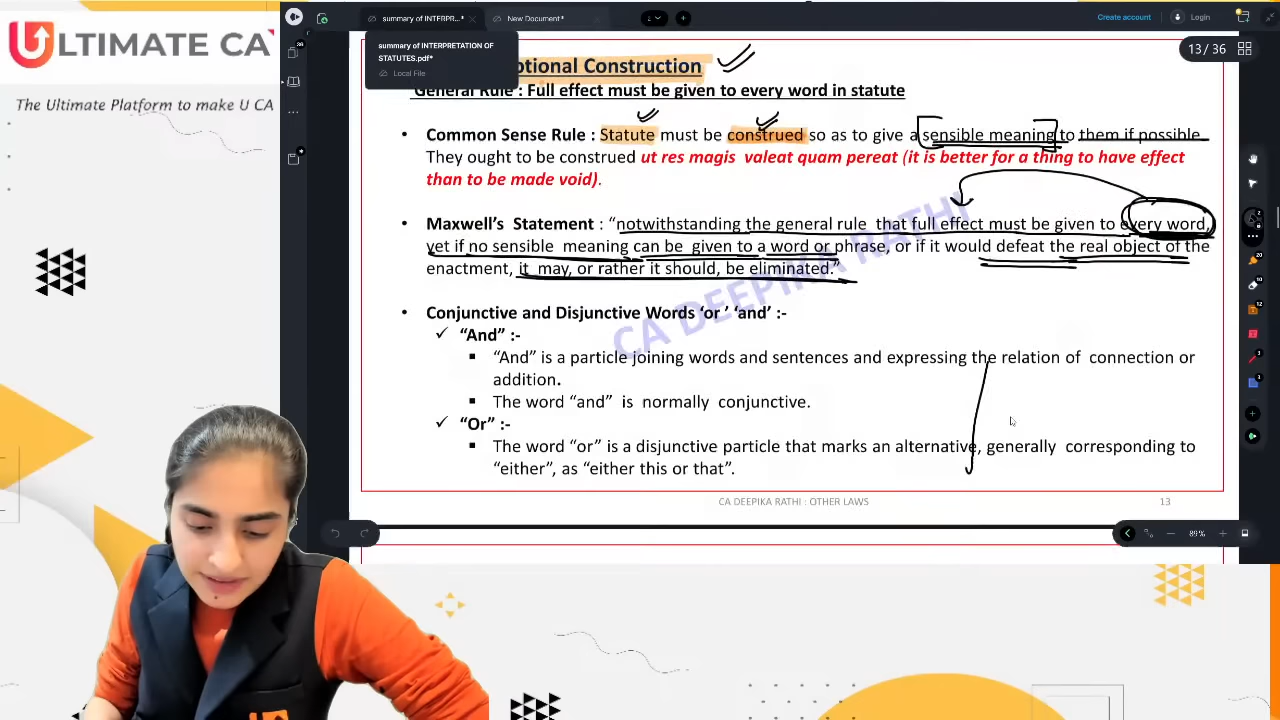 ULTIMATE CA
The Ultimate Platform to make U CA
summary of INTERPR...* ×
New Document* ×
2
Create account
Login
summary of INTERPRETATION OF
STATUTES.pdf*
Local File
13 / 36
ptional Construction
General Rule : Full effect must be given to every word in statute
• Common Sense Rule : Statute must be construed so as to give a sensible meaning to them if possible.
They ought to be construed ut res magis valeat quam pereat (it is better for a thing to have effect
than to be made void).
• Maxwell's Statement : “notwithstanding the general rule that full effect must be given to every word,
yet if no sensible meaning can be given to a word or phrase, or if it would defeat the real object of the
enactment, it may, or rather it should, be eliminated.”
• Conjunctive and Disjunctive Words ‘or ’ ‘and’ :-
✓ “And” :-
▪ “And” is a particle joining words and sentences and expressing the relation of connection or
addition.
▪ The word “and” is normally conjunctive.
✓ “Or” :-
▪ The word “or” is a disjunctive particle that marks an alternative, generally corresponding to
“either”, as “either this or that”.
CA DEEPIKA RATHI
CA DEEPIKA RATHI : OTHER LAWS
13
89%